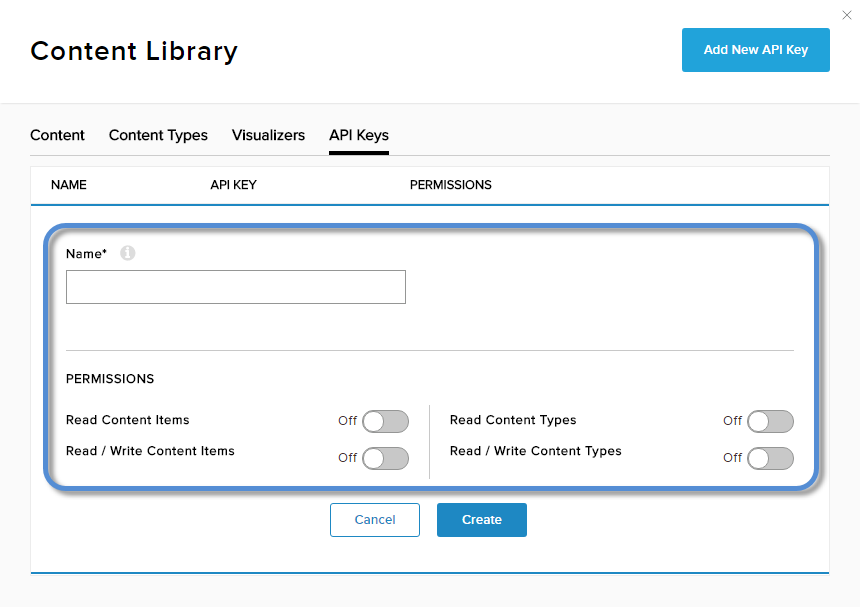 Content Library
Add New API Key
Content Content Types Visualizers API Keys
NAME API KEY PERMISSIONS
Name*
PERMISSIONS
Read Content Items Off Read Content Types Off
Read / Write Content Items Off Read / Write Content Types Off
Cancel Create